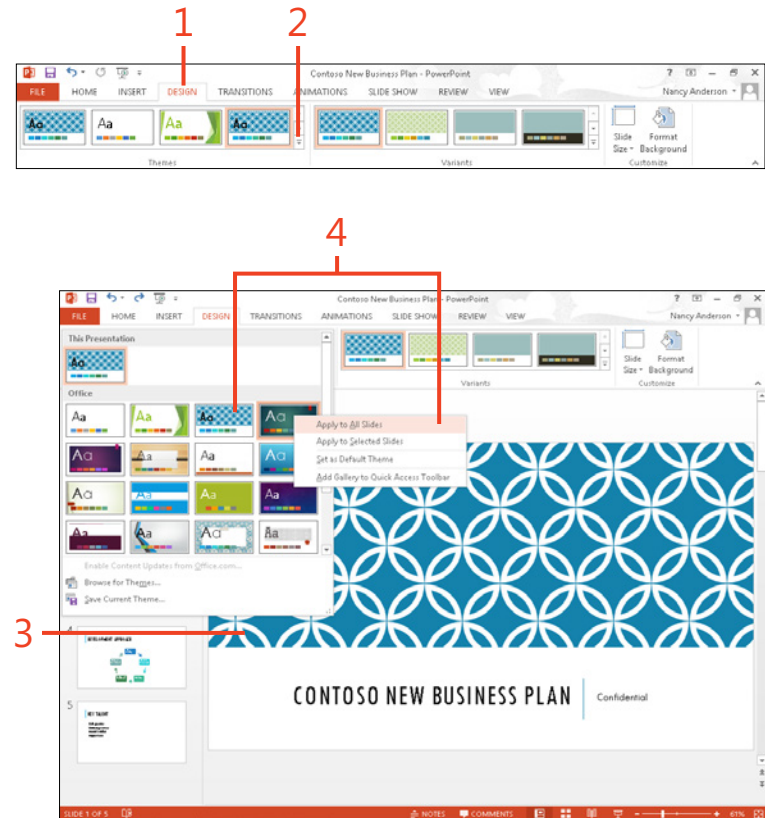 1 2
Contoso New Business Plan - PowerPoint
FILE HOME INSERT DESIGN TRANSITIONS ANIMATIONS SLIDE SHOW REVIEW VIEW Nancy Anderson
Aa Aa Aa Aa
Slide Format
Size Background
Themes Variants Customize
4
Contoso New Business Plan - PowerPoint
FILE HOME INSERT DESIGN TRANSITIONS ANIMATIONS SLIDE SHOW REVIEW VIEW Nancy Anderson
This Presentation
Aa
Slide Format
Size Background
Variants Customize
Office
Aa Aa Aa Aa
Apply to All Slides
Apply to Selected Slides
Aa Aa Aa Aa
Set as Default Theme
Add Gallery to Quick Access Toolbar
Aa Aa Aa Aa
Aa Aa Aa Aa
Enable Content Updates from Office.com...
Browse for Themes...
Save Current Theme...
3
4
CONTOSO NEW BUSINESS PLAN Confidential
5
KEY TALENT
SLIDE 1 OF 5 NOTES COMMENTS 61%